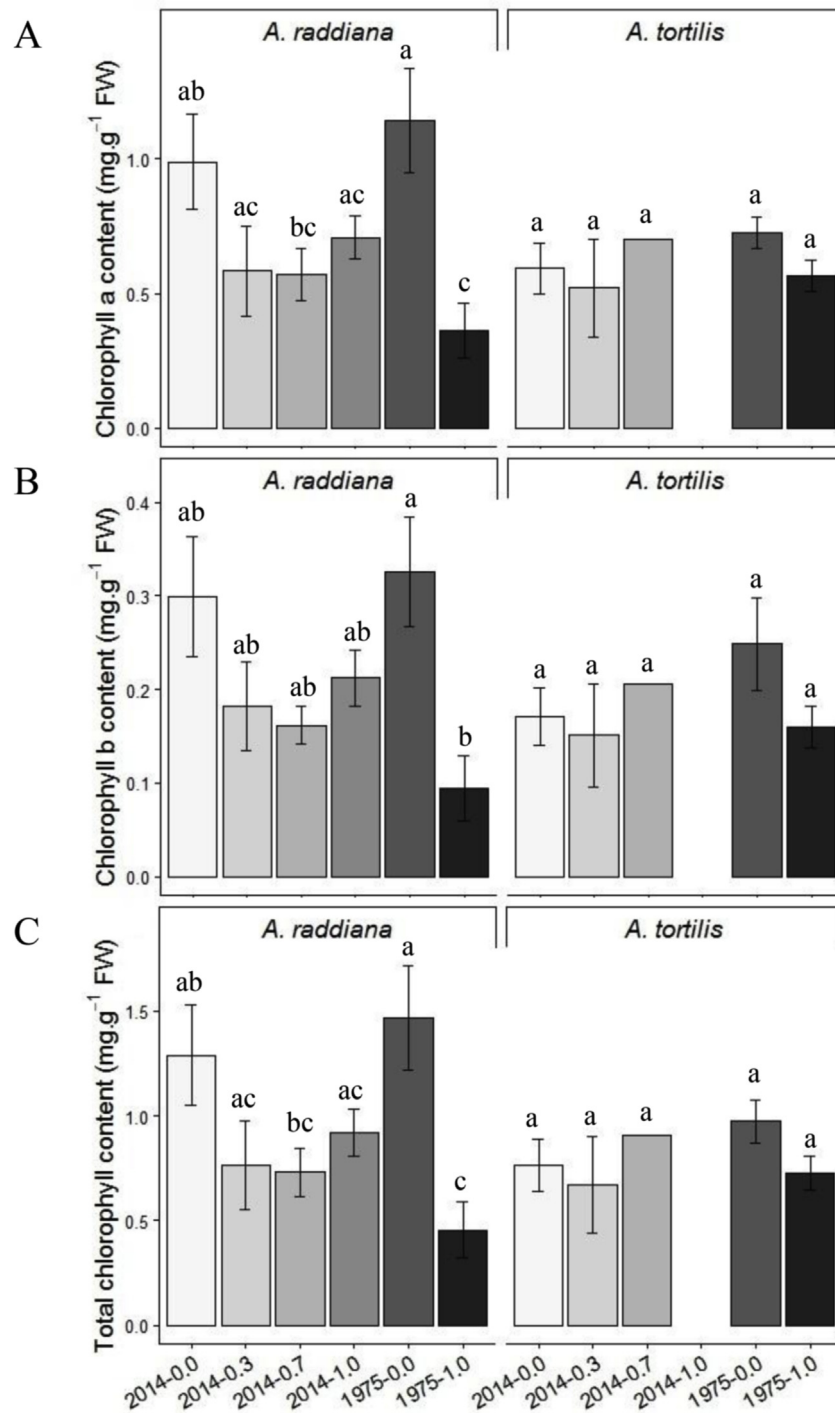 A
A. raddiana
A. tortilis
Chlorophyll a content (mg.g⁻¹ FW)
1.0
0.5
0.0
ab
ac
bc
ac
a
c
a
a
a
a
a
B
A. raddiana
A. tortilis
Chlorophyll b content (mg.g⁻¹ FW)
0.4
0.3
0.2
0.1
0.0
ab
ab
ab
ab
a
b
a
a
a
a
a
C
A. raddiana
A. tortilis
Total chlorophyll content (mg.g⁻¹ FW)
1.5
1.0
0.5
0.0
ab
ac
bc
ac
a
c
a
a
a
a
a
2014-0.0
2014-0.3
2014-0.7
2014-1.0
1975-0.0
1975-1.0
2014-0.0
2014-0.3
2014-0.7
2014-1.0
1975-0.0
1975-1.0